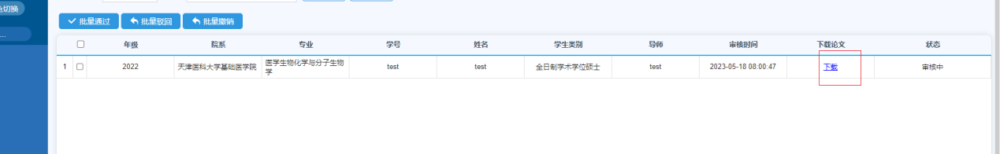 切换
...
批量通过 批量驳回 批量撤销
年级 院系 专业 学号 姓名 学生类别 导师 审核时间 下载论文 状态
1 2022 天津医科大学基础医学院 医学生物化学与分子生物 test test 全日制学术学位硕士 test 2023-05-18 08:00:47 下载 审核中
学